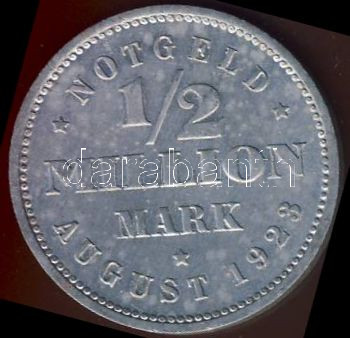 NOTGELD
1/2
MILLION
MARK
AUGUST 1923
darabanth